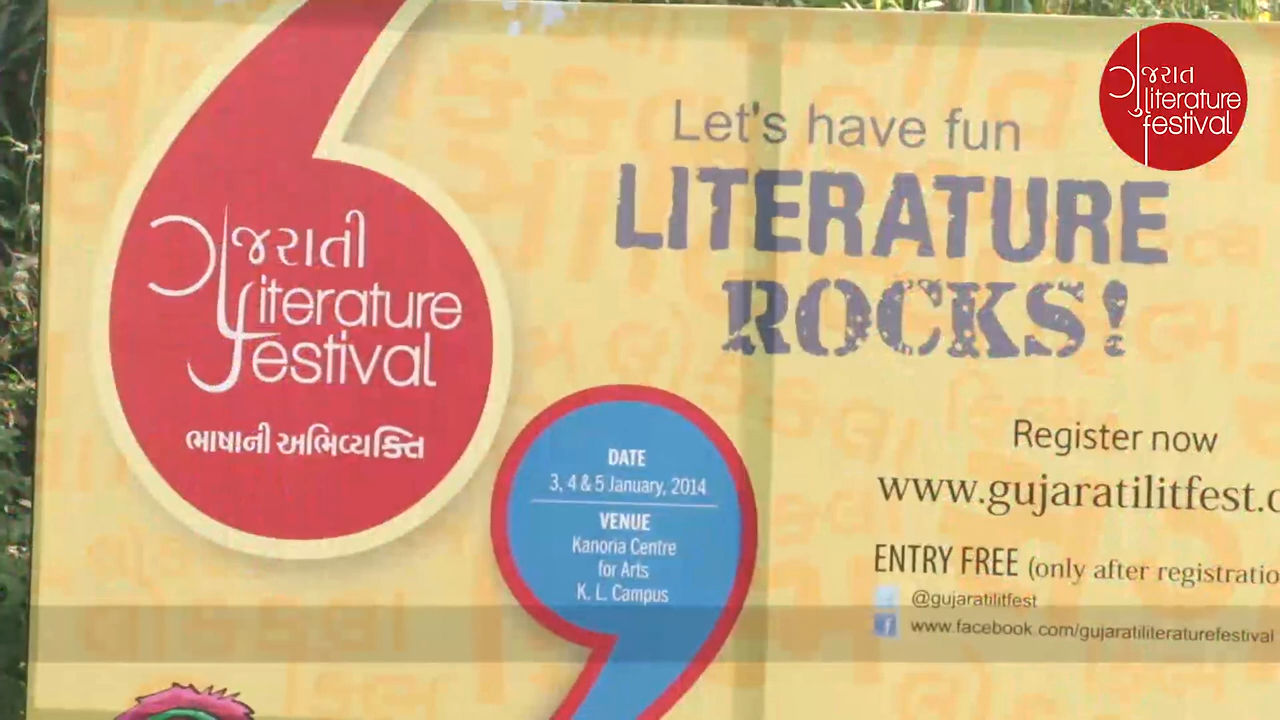 ગુજરાતી
literature
festival
ભાષાની અભિવ્યક્તિ
Let's have fun
LITERATURE
ROCKS!
DATE
3, 4 & 5 January, 2014
VENUE
Kanoria Centre
for Arts
K. L. Campus
Register now
www.gujaratilitfest.c
ENTRY FREE (only after registratio
@gujaratilitfest
www.facebook.com/gujaratiliteraturefestival
ગુજરાત
literature
festival